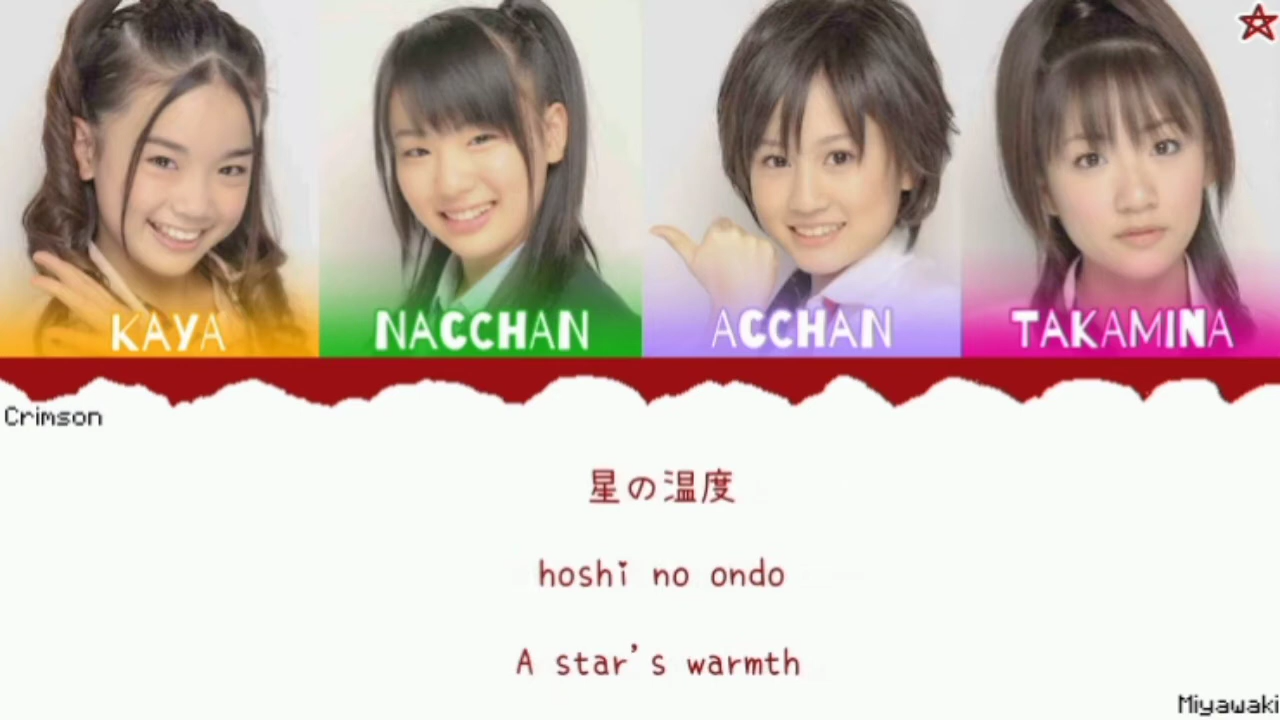 KAYA
NACCHAN
ACCHAN
TAKAMINA
Crimson
星の温度
hoshi no ondo
A star's warmth
Miyawaki